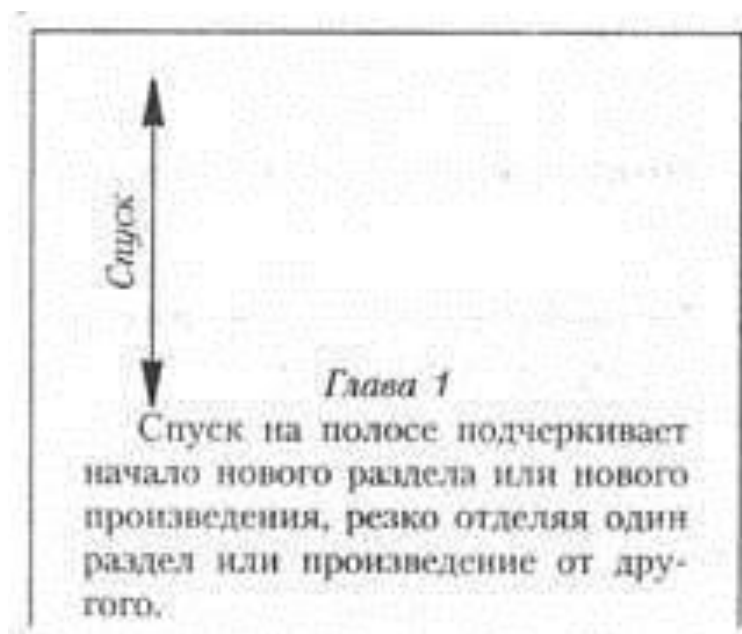 Спуск
Глава 1
Спуск на полосе подчеркивает
начало нового раздела или нового
произведения, резко отделяя один
раздел или произведение от дру-
гого.